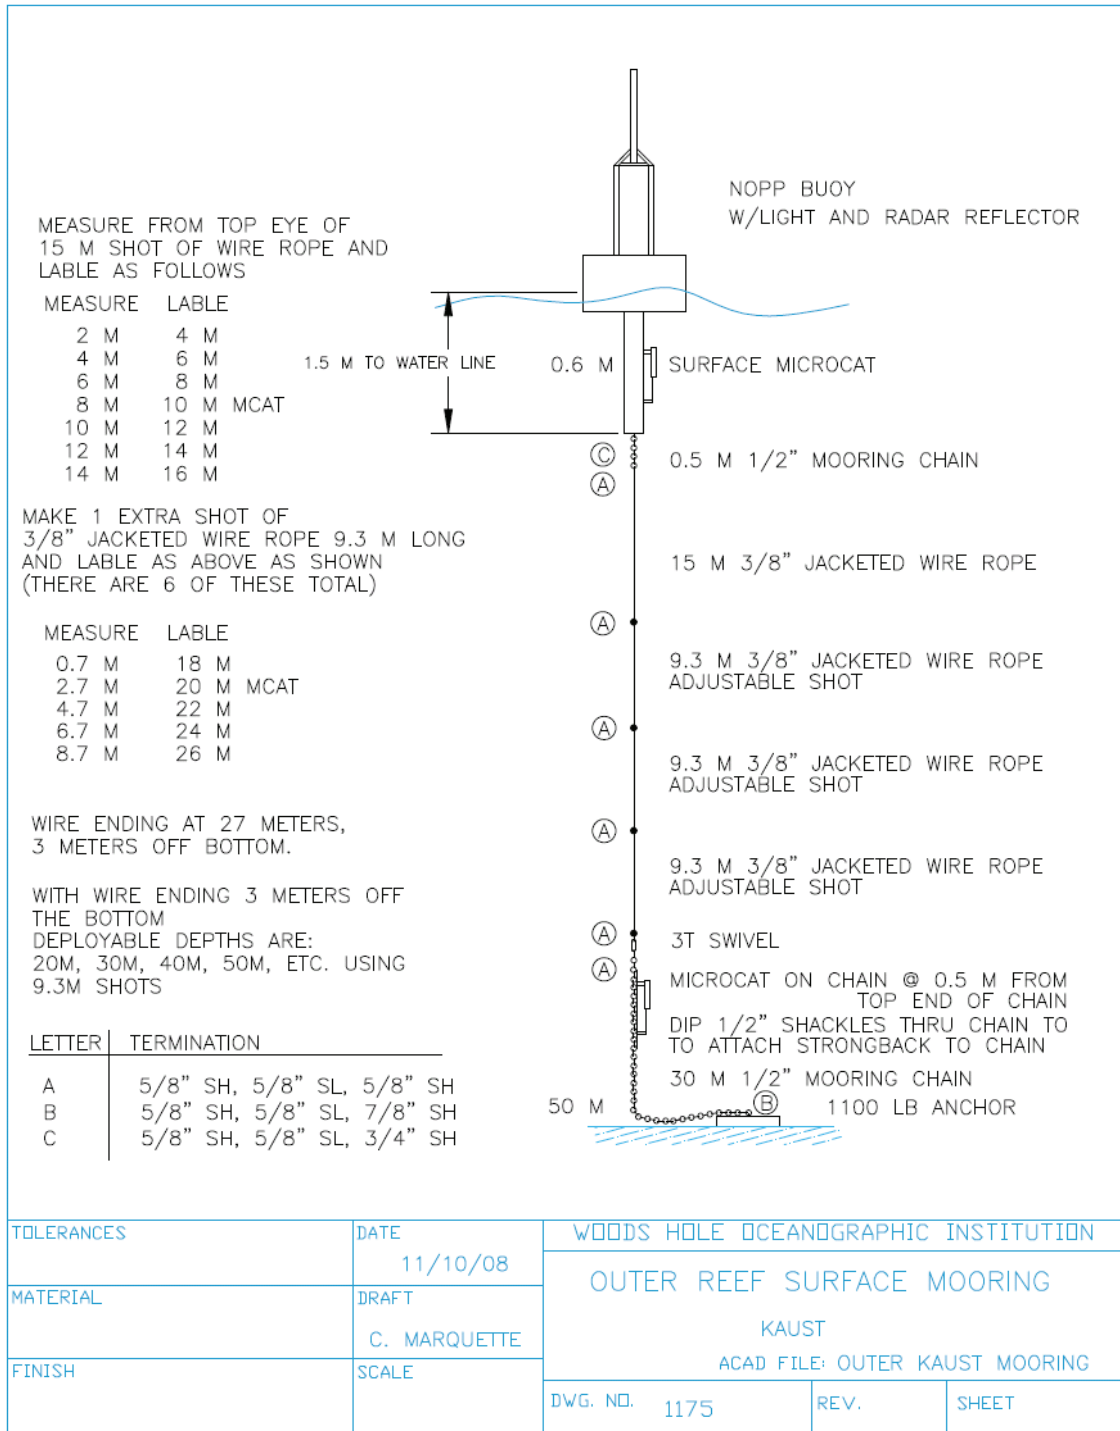 NOPP BUOY
W/LIGHT AND RADAR REFLECTOR
MEASURE FROM TOP EYE OF
15 M SHOT OF WIRE ROPE AND
LABLE AS FOLLOWS
MEASURE LABLE
2 M 4 M
4 M 6 M
6 M 8 M
8 M 10 M MCAT
10 M 12 M
12 M 14 M
14 M 16 M
1.5 M TO WATER LINE
0.6 M
SURFACE MICROCAT
C
A
0.5 M 1/2" MOORING CHAIN
MAKE 1 EXTRA SHOT OF
3/8" JACKETED WIRE ROPE 9.3 M LONG
AND LABLE AS ABOVE AS SHOWN
(THERE ARE 6 OF THESE TOTAL)
15 M 3/8" JACKETED WIRE ROPE
A
MEASURE LABLE
0.7 M 18 M
2.7 M 20 M MCAT
4.7 M 22 M
6.7 M 24 M
8.7 M 26 M
9.3 M 3/8" JACKETED WIRE ROPE
ADJUSTABLE SHOT
A
9.3 M 3/8" JACKETED WIRE ROPE
ADJUSTABLE SHOT
A
9.3 M 3/8" JACKETED WIRE ROPE
ADJUSTABLE SHOT
WIRE ENDING AT 27 METERS,
3 METERS OFF BOTTOM.
WITH WIRE ENDING 3 METERS OFF
THE BOTTOM
DEPLOYABLE DEPTHS ARE:
20M, 30M, 40M, 50M, ETC. USING
9.3M SHOTS
A
3T SWIVEL
A
MICROCAT ON CHAIN @ 0.5 M FROM
TOP END OF CHAIN
DIP 1/2" SHACKLES THRU CHAIN TO
TO ATTACH STRONGBACK TO CHAIN
30 M 1/2" MOORING CHAIN
50 M
B
1100 LB ANCHOR
LETTER TERMINATION
A 5/8" SH, 5/8" SL, 5/8" SH
B 5/8" SH, 5/8" SL, 7/8" SH
C 5/8" SH, 5/8" SL, 3/4" SH
TOLERANCES
DATE
11/10/08
MATERIAL
DRAFT
C. MARQUETTE
FINISH
SCALE
WOODS HOLE OCEANOGRAPHIC INSTITUTION
OUTER REEF SURFACE MOORING
KAUST
ACAD FILE: OUTER KAUST MOORING
DWG. NO. 1175
REV.
SHEET